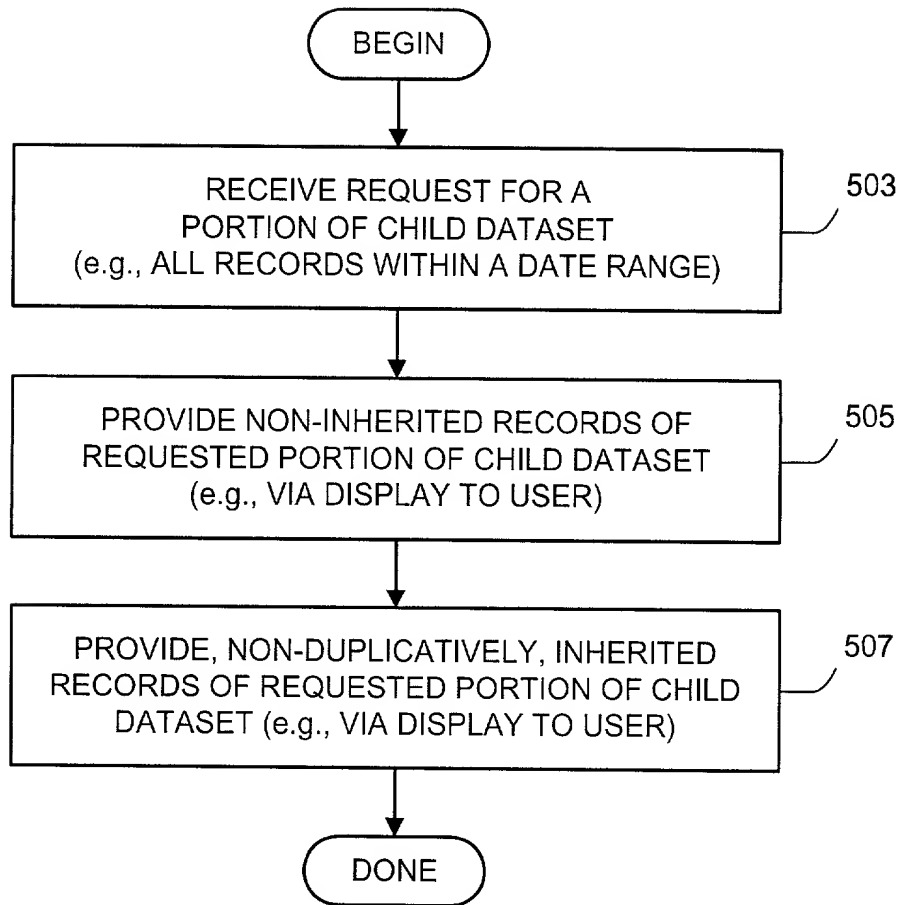 BEGIN
RECEIVE REQUEST FOR A
PORTION OF CHILD DATASET
(e.g., ALL RECORDS WITHIN A DATE RANGE)
503
PROVIDE NON-INHERITED RECORDS OF
REQUESTED PORTION OF CHILD DATASET
(e.g., VIA DISPLAY TO USER)
505
PROVIDE, NON-DUPLICATIVELY, INHERITED
RECORDS OF REQUESTED PORTION OF CHILD
DATASET (e.g., VIA DISPLAY TO USER)
507
DONE